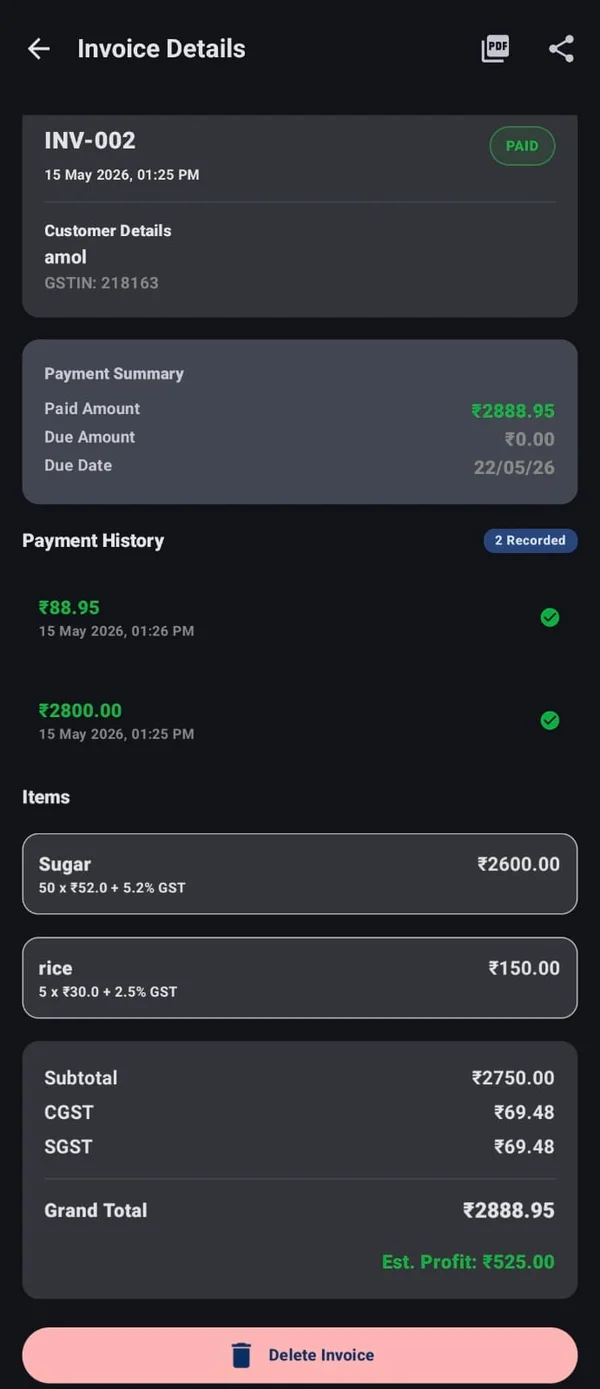 Invoice Details
PDF
INV-002
PAID
15 May 2026, 01:25 PM
Customer Details
amol
GSTIN: 218163
Payment Summary
Paid Amount ₹2888.95
Due Amount ₹0.00
Due Date 22/05/26
Payment History 2 Recorded
₹88.95
15 May 2026, 01:26 PM
₹2800.00
15 May 2026, 01:25 PM
Items
Sugar ₹2600.00
50 x ₹52.0 + 5.2% GST
rice ₹150.00
5 x ₹30.0 + 2.5% GST
Subtotal ₹2750.00
CGST ₹69.48
SGST ₹69.48
Grand Total ₹2888.95
Est. Profit: ₹525.00
Delete Invoice